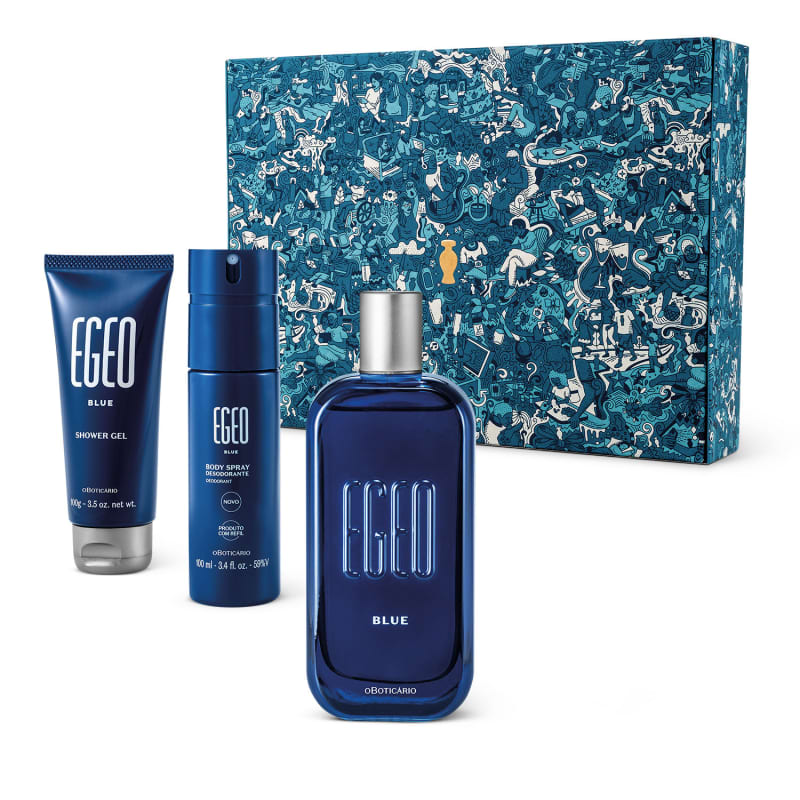 EGEO
BLUE
SHOWER GEL
oBOTICÁRIO
100g - 3.5 oz. net wt.
EGEO
BLUE
BODY SPRAY
DESODORANTE
DEODORANT
NOVO
PRODUTO
COM REFIL
oBOTICÁRIO
100 ml - 3.4 fl. oz. - 59%V
EGEO
BLUE
oBOTICÁRIO